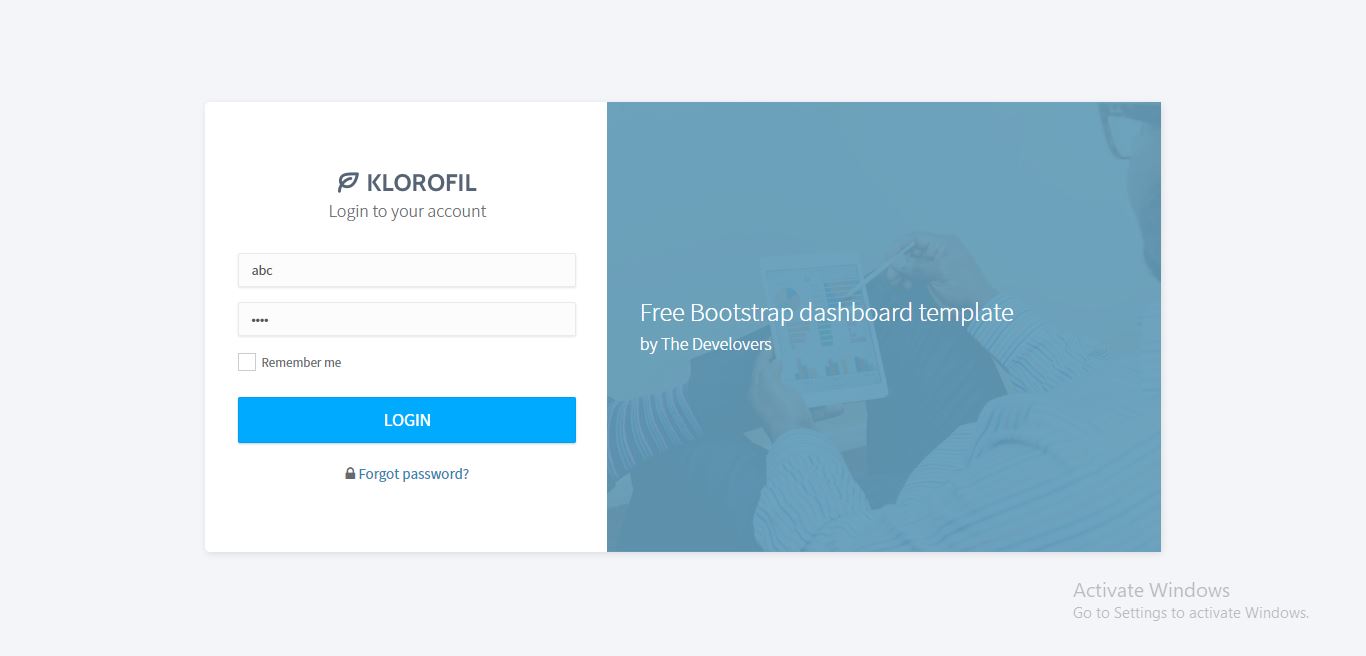 KLOROFIL
Login to your account
abc
••••
Remember me
LOGIN
Forgot password?
Free Bootstrap dashboard template
by The Develovers
Activate Windows
Go to Settings to activate Windows.